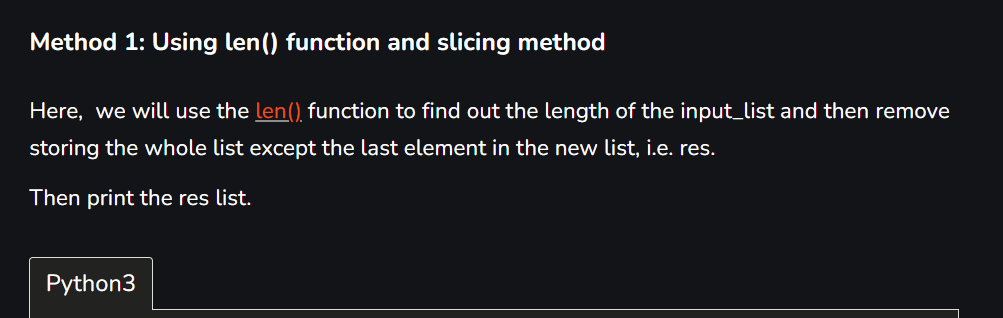 Method 1: Using len() function and slicing method
Here,  we will use the len() function to find out the length of the input_list and then remove
storing the whole list except the last element in the new list, i.e. res.
Then print the res list.
Python3